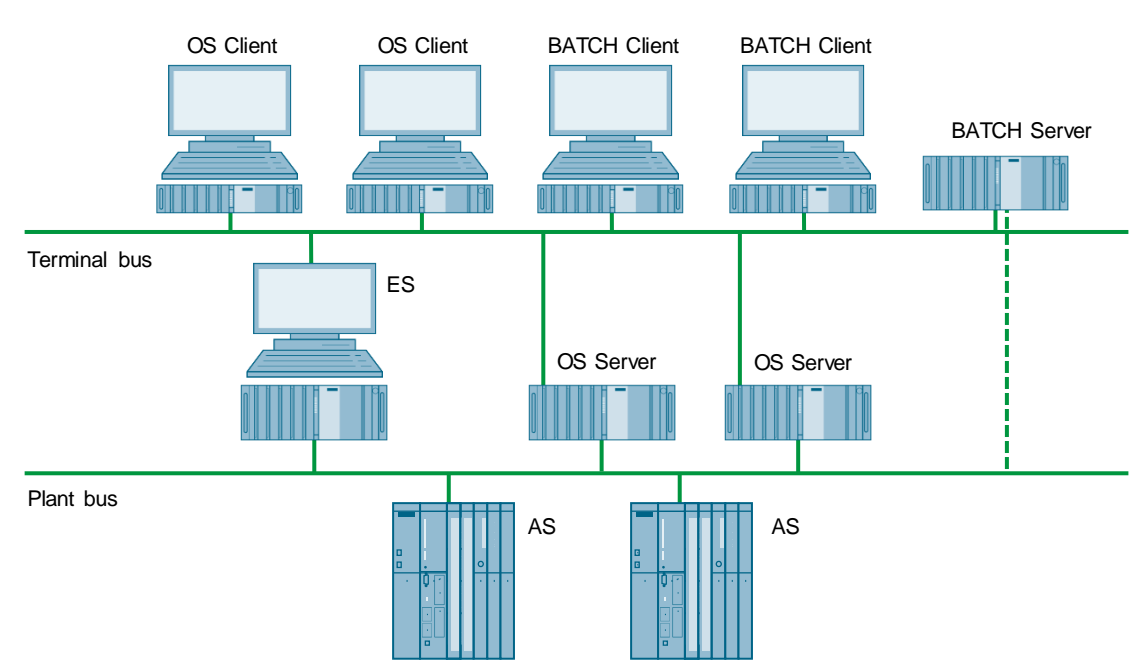 OS Client
OS Client
BATCH Client
BATCH Client
BATCH Server
Terminal bus
ES
OS Server
OS Server
Plant bus
AS
AS